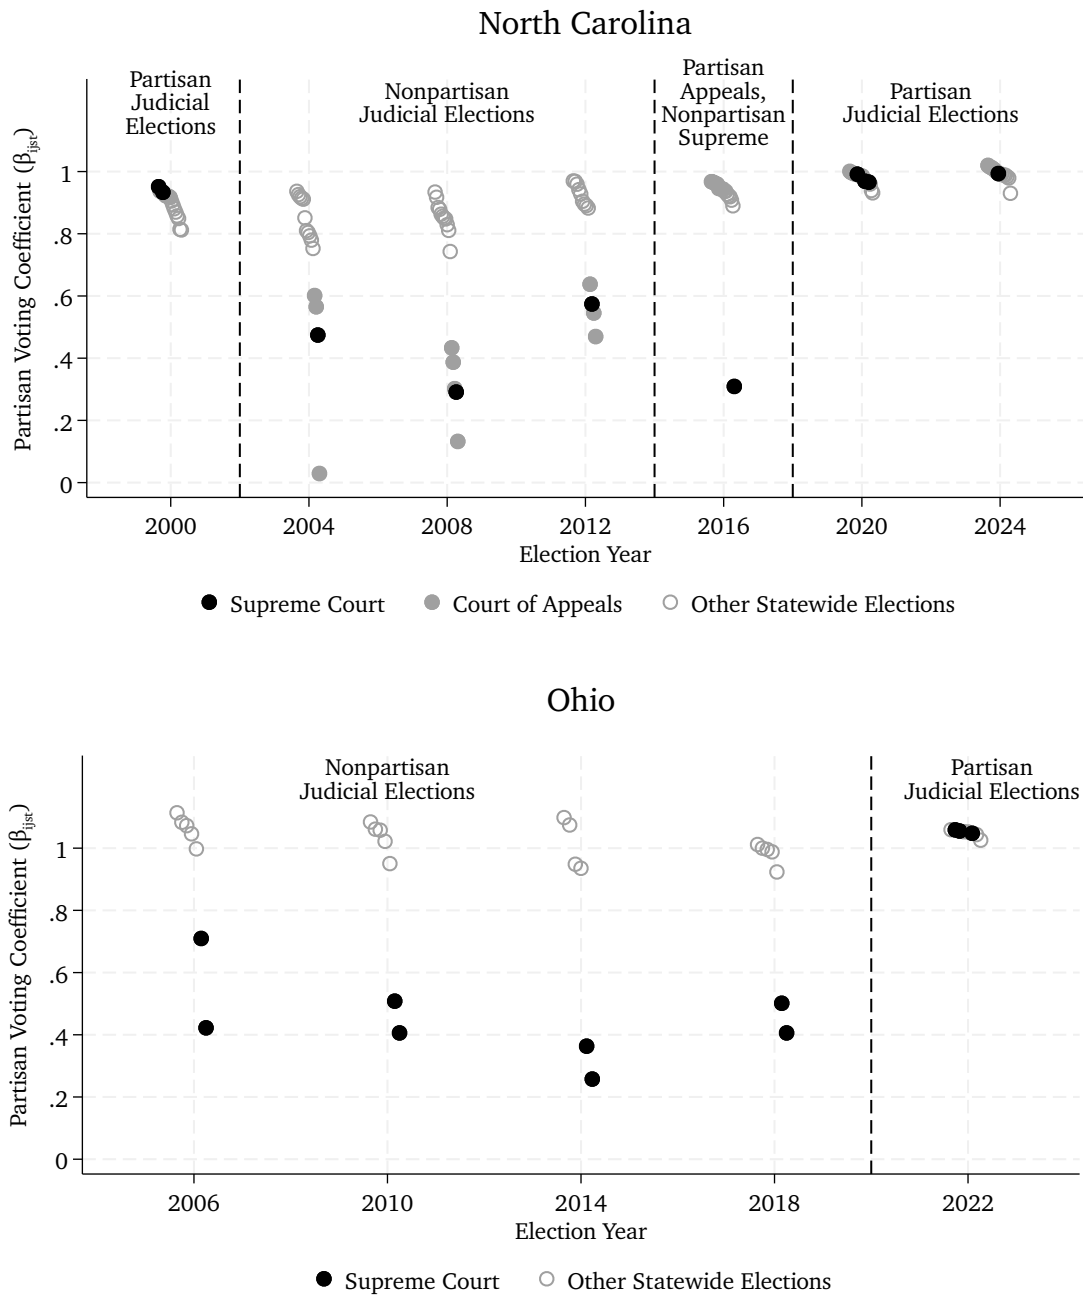 North Carolina
Partisan
Judicial
Elections
Nonpartisan
Judicial Elections
Partisan
Appeals,
Nonpartisan
Supreme
Partisan
Judicial Elections
Partisan Voting Coefficient (βijst)
1
.8
.6
.4
.2
0
2000 2004 2008 2012 2016 2020 2024
Election Year
Supreme Court Court of Appeals Other Statewide Elections
Ohio
Nonpartisan
Judicial Elections
Partisan
Judicial Elections
Partisan Voting Coefficient (βijst)
1
.8
.6
.4
.2
0
2006 2010 2014 2018 2022
Election Year
Supreme Court Other Statewide Elections